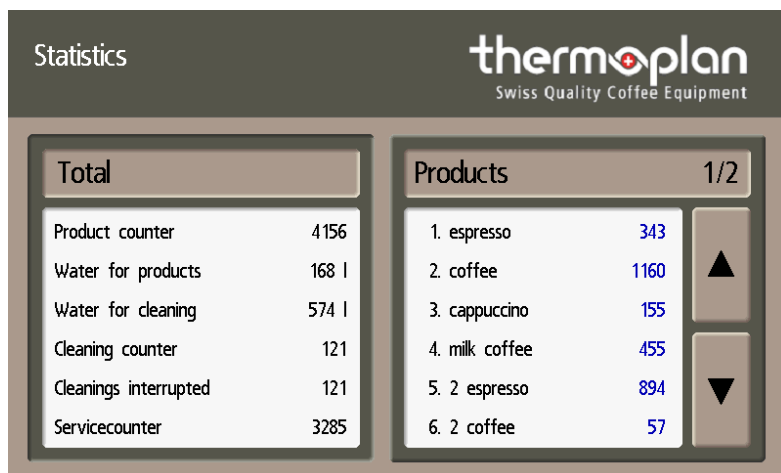 Statistics
thermoplan
Swiss Quality Coffee Equipment
Total
Product counter 4156
Water for products 168 l
Water for cleaning 574 l
Cleaning counter 121
Cleanings interrupted 121
Servicecounter 3285
Products 1/2
1. espresso 343
2. coffee 1160
3. cappuccino 155
4. milk coffee 455
5. 2 espresso 894
6. 2 coffee 57